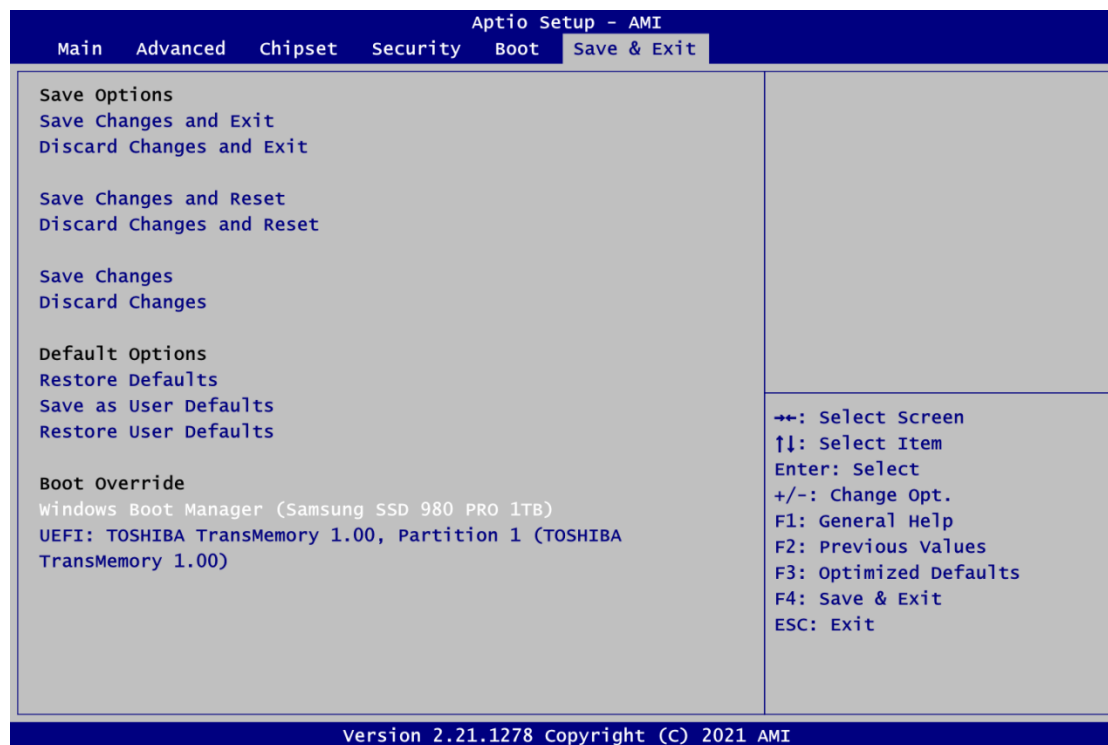 Aptio Setup - AMI
Main Advanced Chipset Security Boot Save & Exit
Save Options
Save Changes and Exit
Discard Changes and Exit
Save Changes and Reset
Discard Changes and Reset
Save Changes
Discard Changes
Default Options
Restore Defaults
Save as User Defaults
Restore User Defaults
Boot Override
Windows Boot Manager (Samsung SSD 980 PRO 1TB)
UEFI: TOSHIBA TransMemory 1.00, Partition 1 (TOSHIBA
TransMemory 1.00)
→←: Select Screen
↑↓: Select Item
Enter: Select
+/-: Change Opt.
F1: General Help
F2: Previous Values
F3: Optimized Defaults
F4: Save & Exit
ESC: Exit
Version 2.21.1278 Copyright (C) 2021 AMI